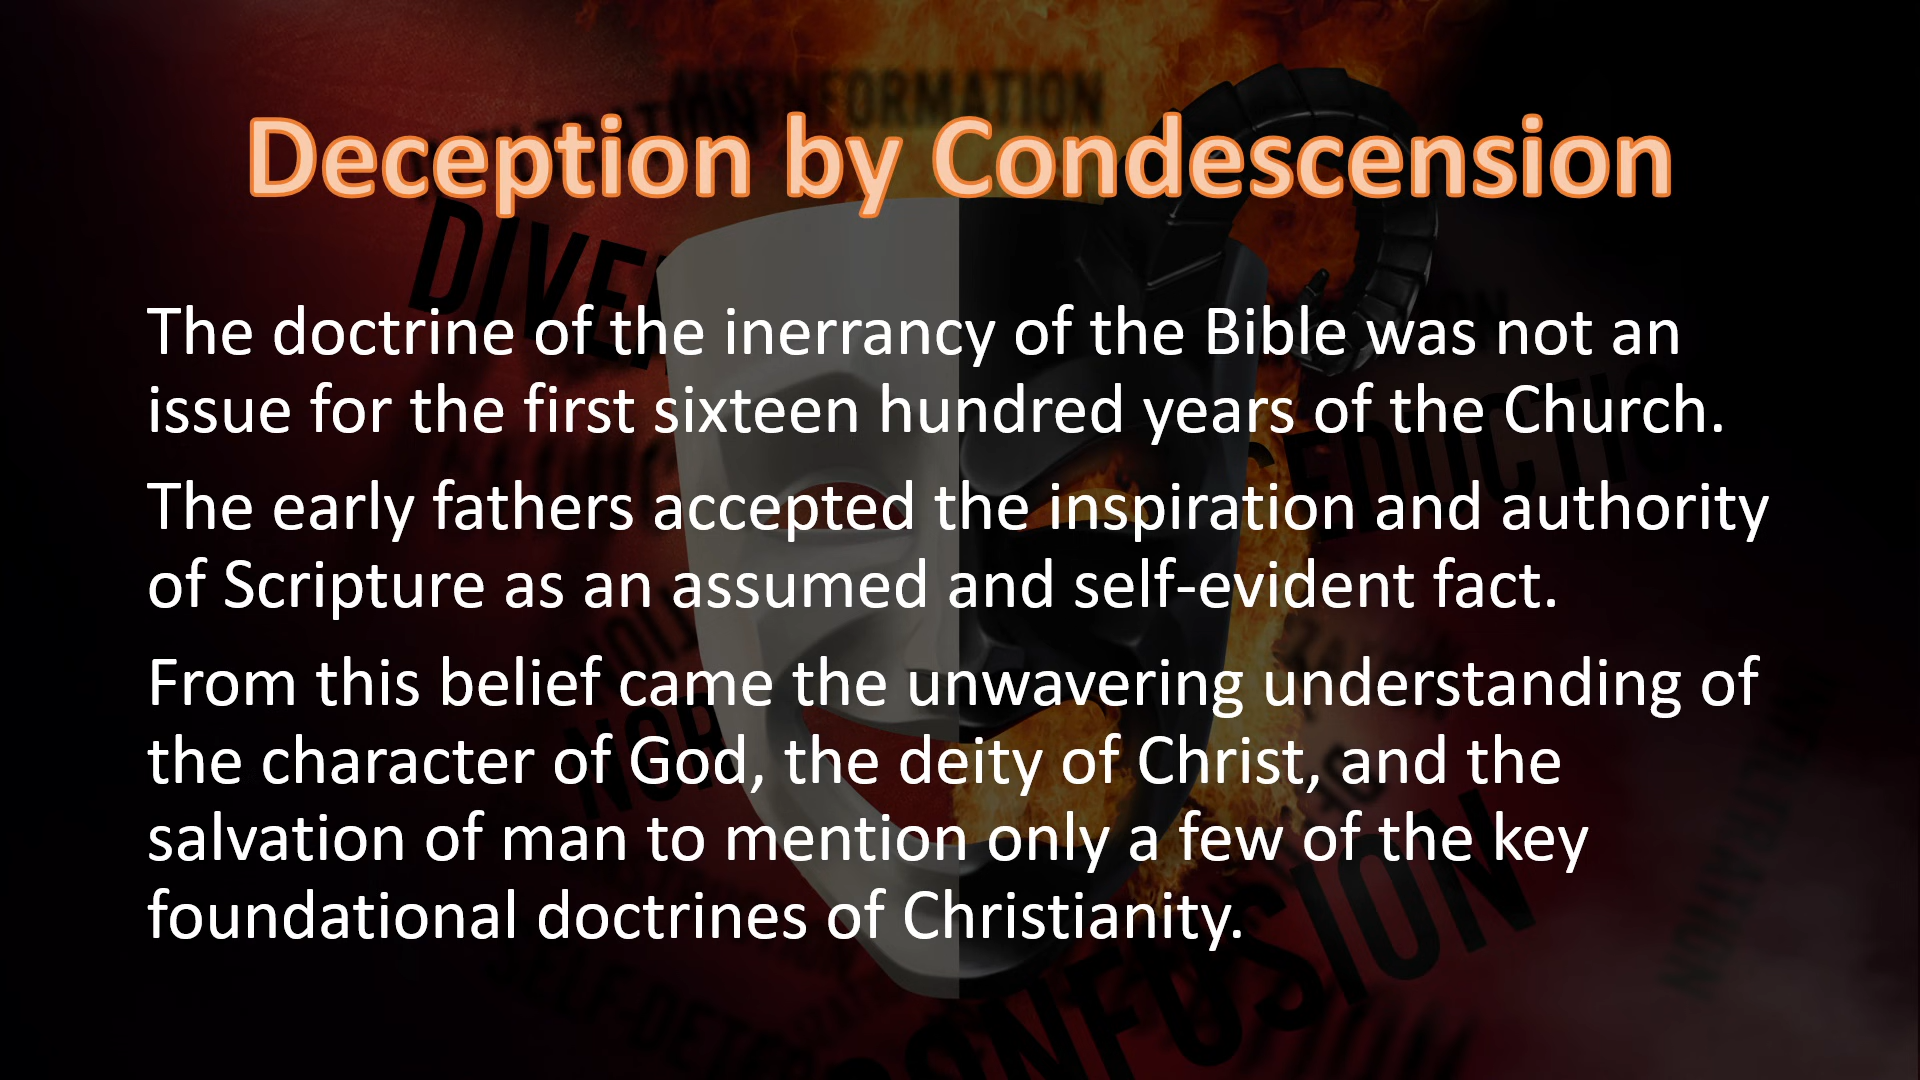 MISINFORMATION
Deception by Condescension
The doctrine of the inerrancy of the Bible was not an
issue for the first sixteen hundred years of the Church.
The early fathers accepted the inspiration and authority
of Scripture as an assumed and self-evident fact.
From this belief came the unwavering understanding of
the character of God, the deity of Christ, and the
salvation of man to mention only a few of the key
foundational doctrines of Christianity.
CONFUSION